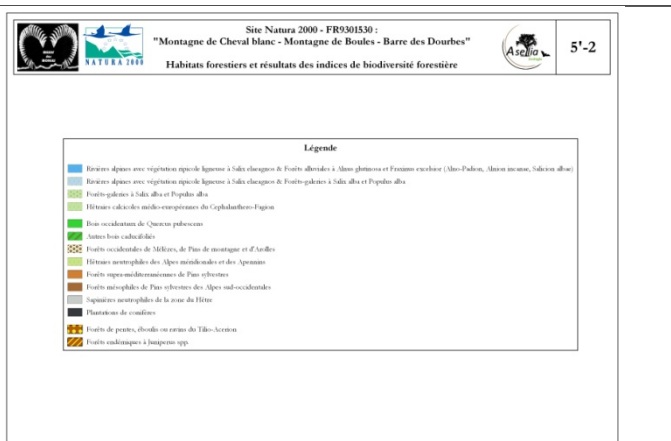 Site Natura 2000 - FR9301530 :
"Montagne de Cheval blanc - Montagne de Boules - Barre des Dourbes"
Habitats forestiers et résultats des indices de biodiversité forestière
NATURA 2000
Asellia
5'-2
Légende
Rivières alpines avec végétation ripicole ligneuse à Salix elaeagnos & Forêts alluviales à Alnus glutinosa et Fraxinus excelsior (Alno-Padion, Alnion incanae, Salicion albae)
Rivières alpines avec végétation ripicole ligneuse à Salix elaeagnos & Forêts-galeries à Salix alba et Populus alba
Forêts-galeries à Salix alba et Populus alba
Hêtraies calcicoles médio-européennes du Cephalanthero-Fagion
Bois occidentaux de Quercus pubescens
Autres bois caducifoliés
Forêts occidentales de Mélèzes, de Pins de montagne et d'Arolles
Hêtraies neutrophiles des Alpes méridionales et des Apennins
Forêts supra-méditerranéennes de Pins sylvestres
Forêts mésophiles de Pins sylvestres des Alpes sud-occidentales
Sapinières neutrophiles de la zone du Hêtre
Plantations de conifères
Forêts de pentes, éboulis ou ravins du Tilio-Acerion
Forêts endémiques à Juniperus spp.